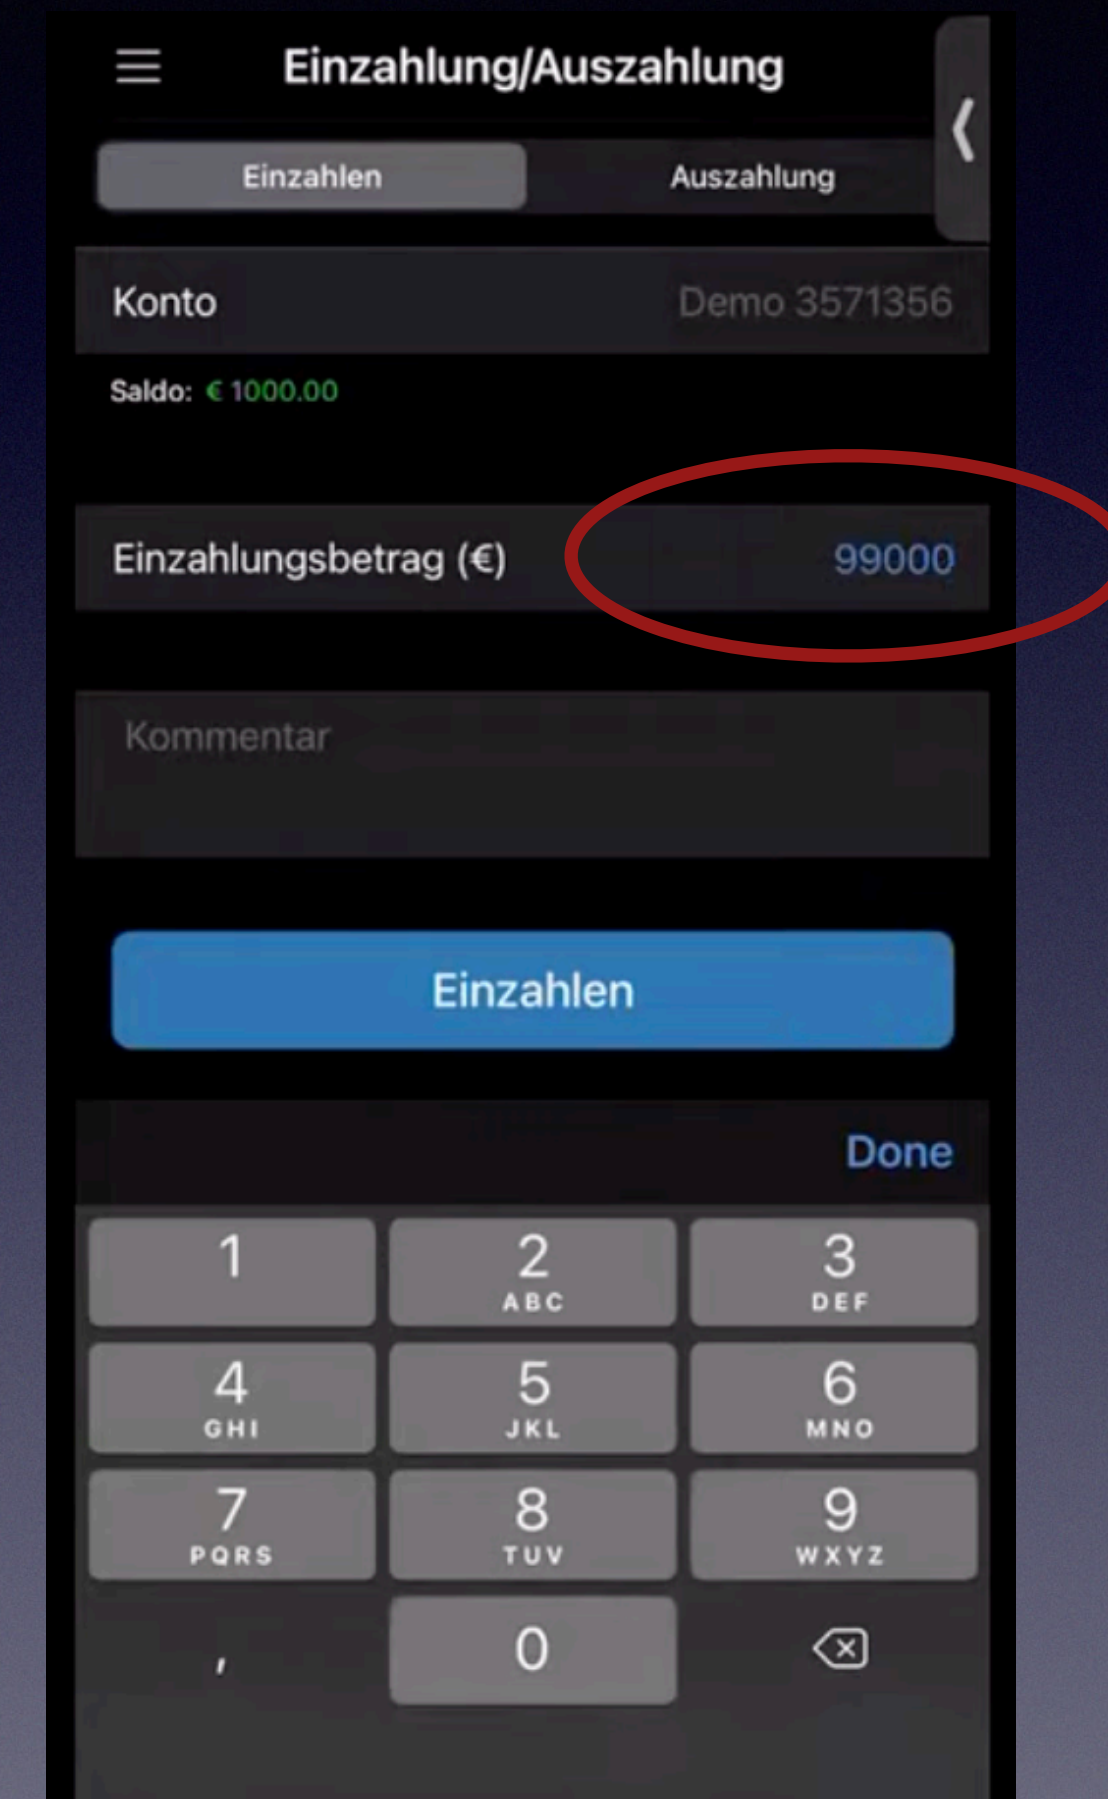 Einzahlung/Auszahlung
Einzahlen Auszahlung
Konto Demo 3571356
Saldo: € 1000.00
Einzahlungsbetrag (€) 99000
Kommentar
Einzahlen
Done
1 2 3
ABC DEF
4 5 6
GHI JKL MNO
7 8 9
PQRS TUV WXYZ
, 0